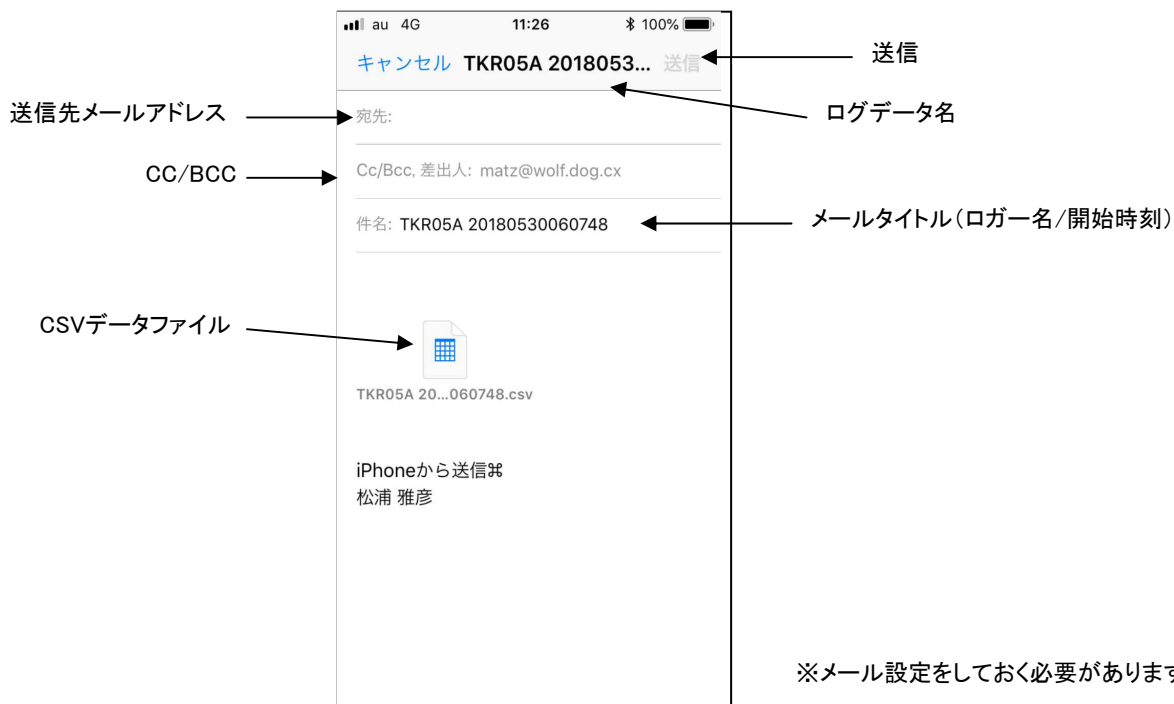 au 4G 11:26 100%
キャンセル TKR05A 2018053... 送信
送信
送信先メールアドレス
宛先:
ログデータ名
CC/BCC
Cc/Bcc, 差出人: matz@wolf.dog.cx
件名: TKR05A 20180530060748
メールタイトル(ロガー名/開始時刻)
CSVデータファイル
TKR05A 20...060748.csv
iPhoneから送信⌘
松浦 雅彦
※メール設定をしておく必要があります